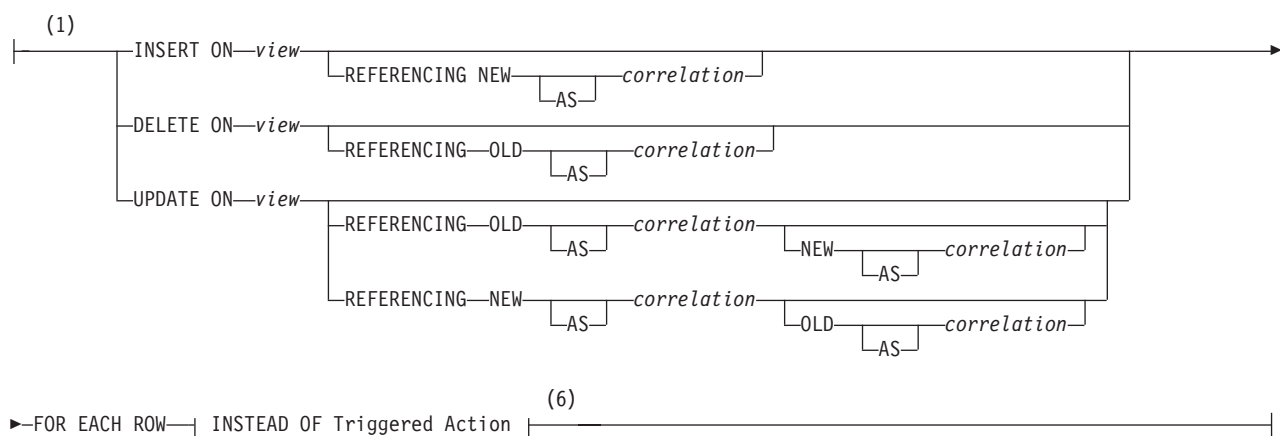 (1)
INSERT ON view
REFERENCING NEW correlation
AS
DELETE ON view
REFERENCING OLD correlation
AS
UPDATE ON view
REFERENCING OLD correlation
AS NEW correlation
AS
REFERENCING NEW correlation
AS OLD correlation
AS
(6)
FOR EACH ROW INSTEAD OF Triggered Action